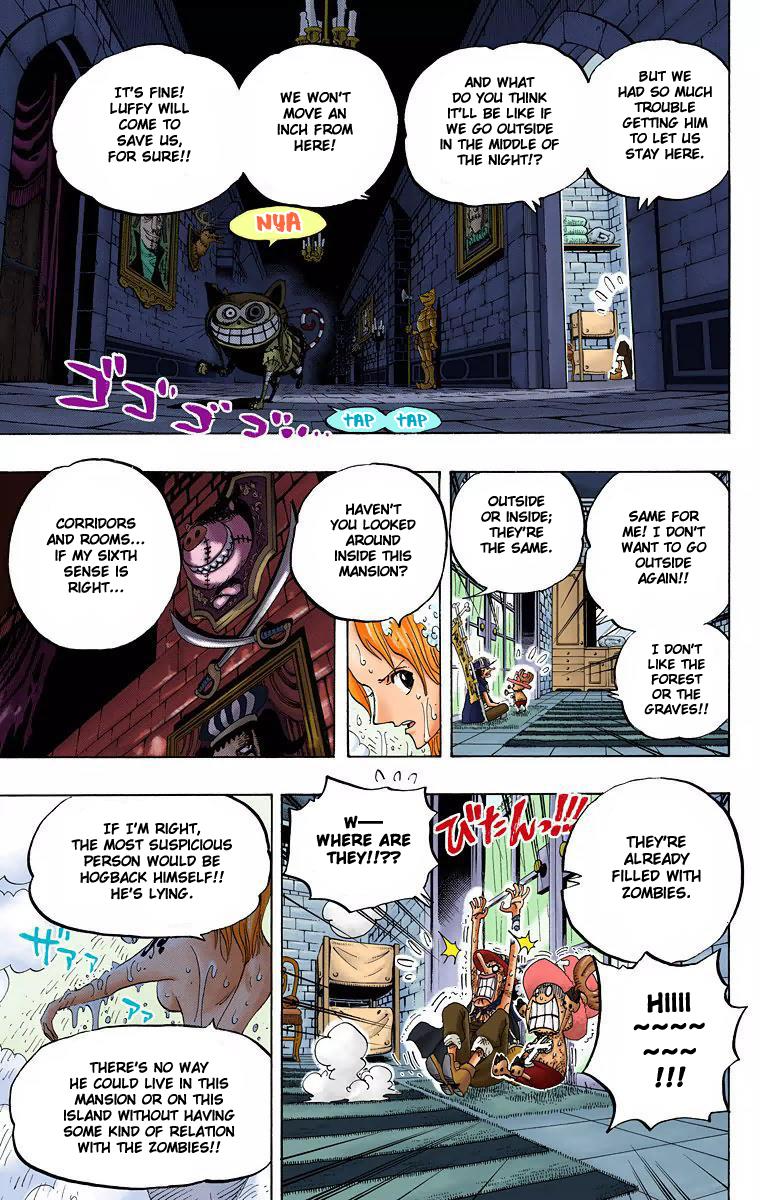 BUT WE
HAD SO MUCH
TROUBLE
GETTING HIM
TO LET US
STAY HERE.
AND WHAT
DO YOU THINK
IT'LL BE LIKE IF
WE GO OUTSIDE
IN THE MIDDLE OF
THE NIGHT!?
WE WON'T
MOVE AN
INCH FROM
HERE!
IT'S FINE!
LUFFY WILL
COME TO
SAVE US,
FOR SURE!!
NYA
ゴゴゴゴ...
TAP TAP
SAME FOR
ME! I DON'T
WANT TO GO
OUTSIDE
AGAIN!!
I DON'T
LIKE THE
FOREST
OR THE
GRAVES!!
OUTSIDE
OR INSIDE;
THEY'RE
THE SAME.
HAVEN'T
YOU LOOKED
AROUND
INSIDE THIS
MANSION?
CORRIDORS
AND ROOMS...
IF MY SIXTH
SENSE IS
RIGHT...
THEY'RE
ALREADY
FILLED WITH
ZOMBIES.
びたんっ!!!
W—
WHERE ARE
THEY!!??
HIIII
~~~~
~~~
!!!
IF I'M RIGHT,
THE MOST SUSPICIOUS
PERSON WOULD BE
HOGBACK HIMSELF!!
HE'S LYING.
ザアアッ
THERE'S NO WAY
HE COULD LIVE IN THIS
MANSION OR ON THIS
ISLAND WITHOUT HAVING
SOME KIND OF RELATION
WITH THE ZOMBIES!!